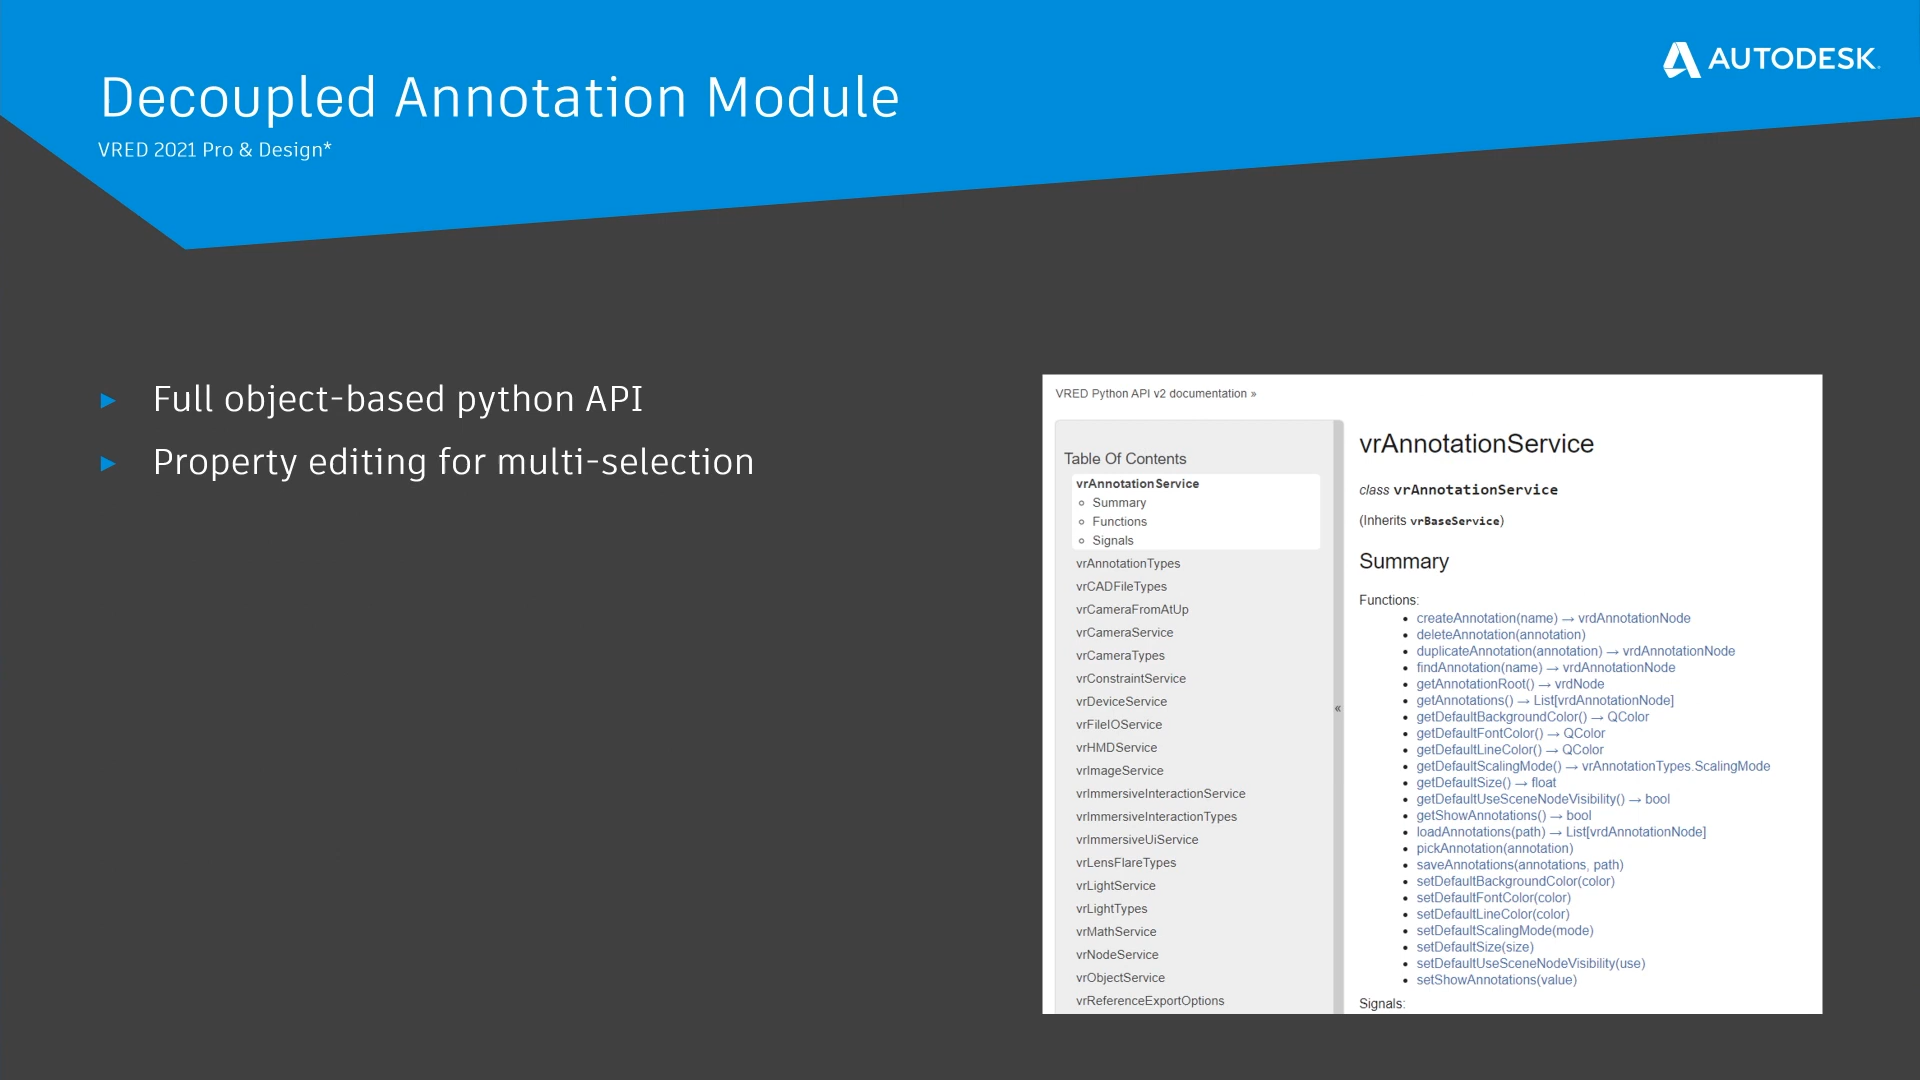 AUTODESK.
Decoupled Annotation Module
VRED 2021 Pro & Design*
► Full object-based python API
► Property editing for multi-selection
VRED Python API v2 documentation »
Table Of Contents
vrAnnotationService
Summary
Functions
Signals
vrAnnotationTypes
vrCADFileTypes
vrCameraFromAtUp
vrCameraService
vrCameraTypes
vrConstraintService
vrDeviceService
vrFileIOService
vrHMDService
vrImageService
vrImmersiveInteractionService
vrImmersiveInteractionTypes
vrImmersiveUiService
vrLensFlareTypes
vrLightService
vrLightTypes
vrMathService
vrNodeService
vrObjectService
vrReferenceExportOptions
«
vrAnnotationService
class vrAnnotationService
(Inherits vrBaseService)
Summary
Functions:
• createAnnotation(name) → vrdAnnotationNode
• deleteAnnotation(annotation)
• duplicateAnnotation(annotation) → vrdAnnotationNode
• findAnnotation(name) → vrdAnnotationNode
• getAnnotationRoot() → vrdNode
• getAnnotations() → List[vrdAnnotationNode]
• getDefaultBackgroundColor() → QColor
• getDefaultFontColor() → QColor
• getDefaultLineColor() → QColor
• getDefaultScalingMode() → vrAnnotationTypes.ScalingMode
• getDefaultSize() → float
• getDefaultUseSceneNodeVisibility() → bool
• getShowAnnotations() → bool
• loadAnnotations(path) → List[vrdAnnotationNode]
• pickAnnotation(annotation)
• saveAnnotations(annotations, path)
• setDefaultBackgroundColor(color)
• setDefaultFontColor(color)
• setDefaultLineColor(color)
• setDefaultScalingMode(mode)
• setDefaultSize(size)
• setDefaultUseSceneNodeVisibility(use)
• setShowAnnotations(value)
Signals: